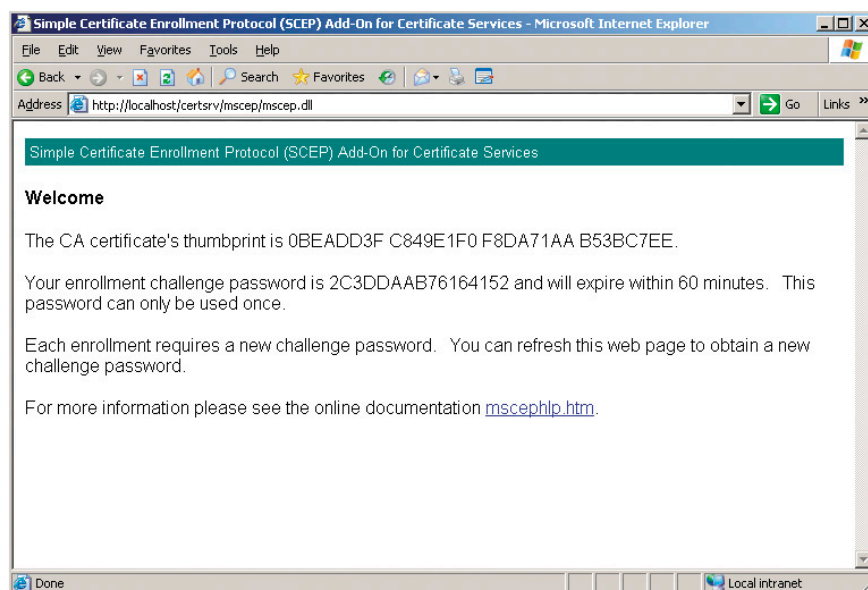 Simple Certificate Enrollment Protocol (SCEP) Add-On for Certificate Services - Microsoft Internet Explorer
File Edit View Favorites Tools Help
Back Search Favorites
Address http://localhost/certsrv/mscep/mscep.dll Go Links »
Simple Certificate Enrollment Protocol (SCEP) Add-On for Certificate Services
Welcome
The CA certificate's thumbprint is 0BEADD3F C849E1F0 F8DA71AA B53BC7EE.
Your enrollment challenge password is 2C3DDAAB76164152 and will expire within 60 minutes. This
password can only be used once.
Each enrollment requires a new challenge password. You can refresh this web page to obtain a new
challenge password.
For more information please see the online documentation mscephlp.htm.
Done Local intranet